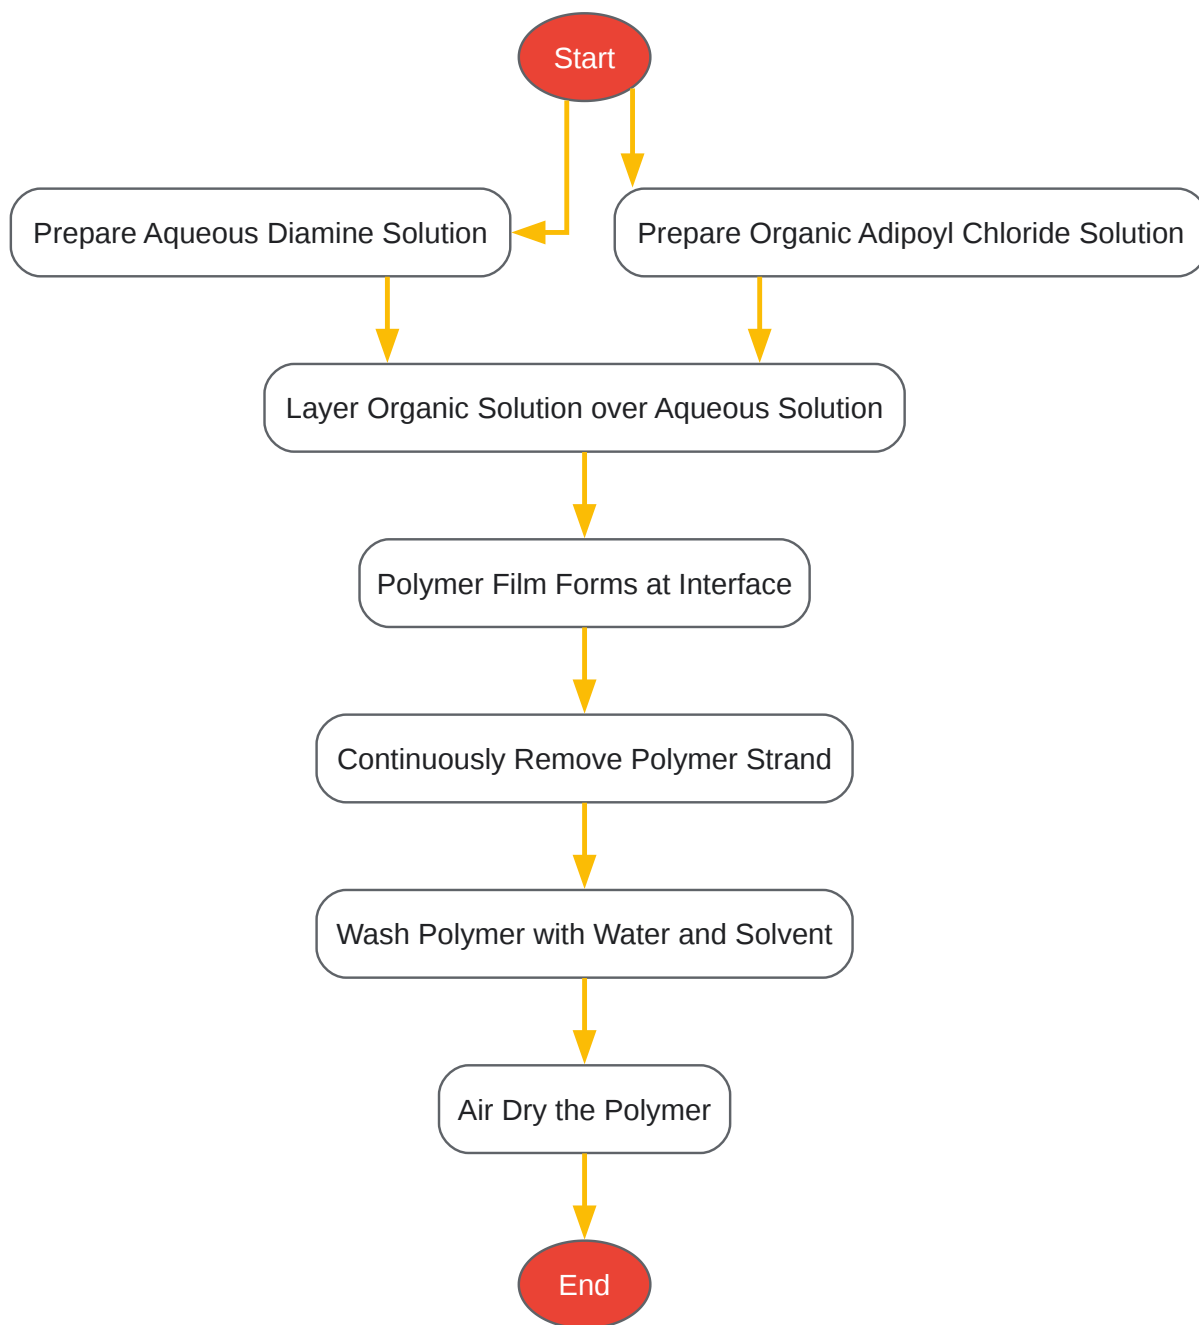 Start
Prepare Aqueous Diamine Solution
Prepare Organic Adipoyl Chloride Solution
Layer Organic Solution over Aqueous Solution
Polymer Film Forms at Interface
Continuously Remove Polymer Strand
Wash Polymer with Water and Solvent
Air Dry the Polymer
End